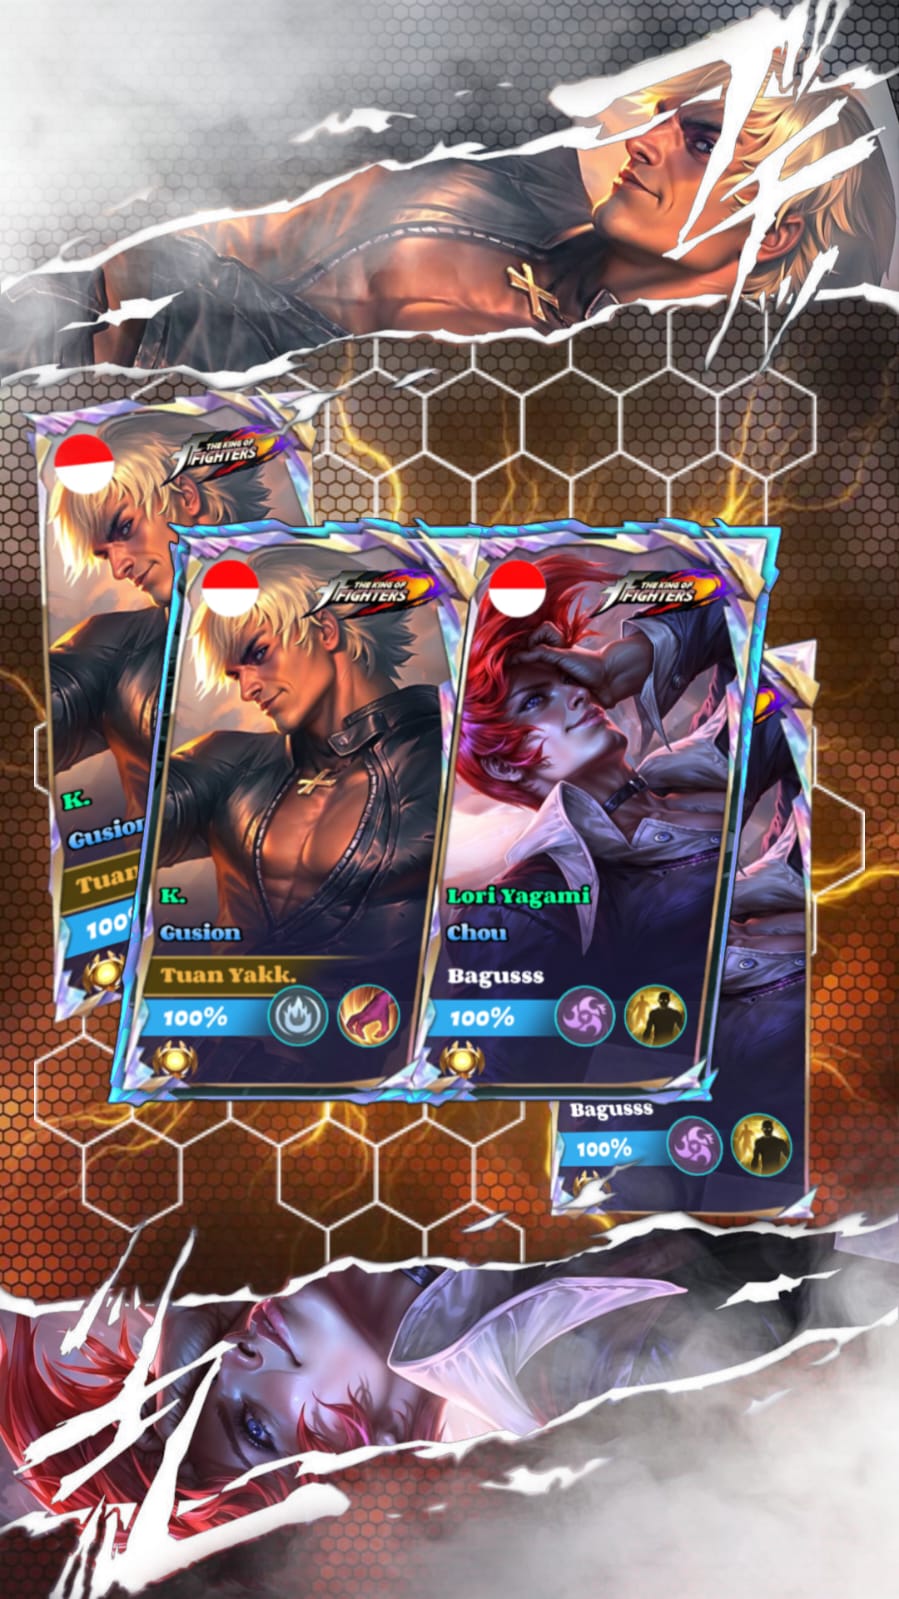 THE KING OF
FIGHTERS
K.
Gusion
Tuan
100
THE KING OF
FIGHTERS
K.
Gusion
Tuan Yakk.
100%
THE KING OF
FIGHTERS
Lori Yagami
Chou
Bagusss
100%
Bagusss
100%